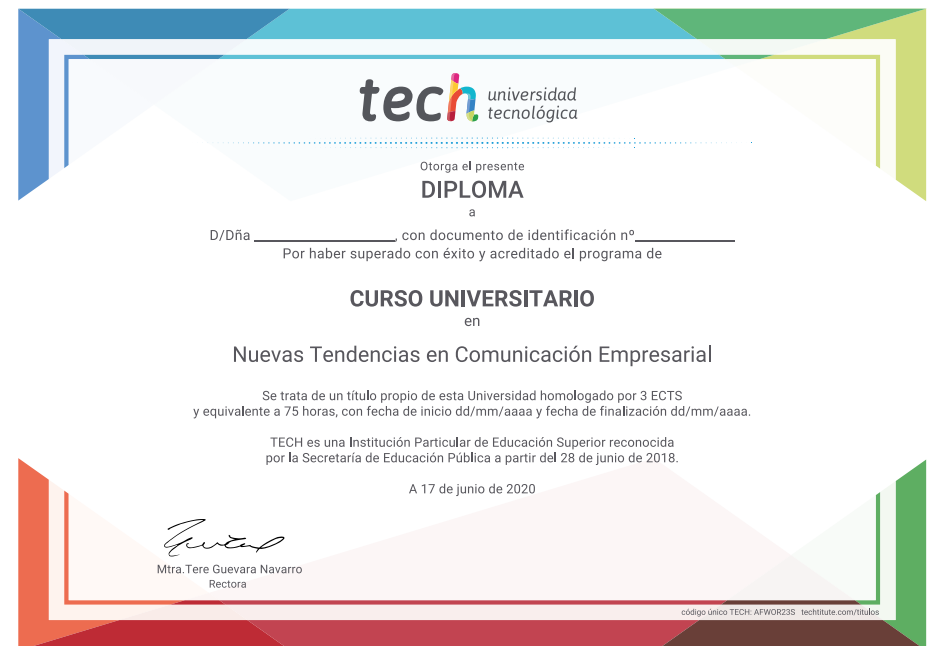 tech universidad
tecnológica
Otorga el presente
DIPLOMA
a
D/Dña ____________, con documento de identificación nº____________
Por haber superado con éxito y acreditado el programa de
CURSO UNIVERSITARIO
en
Nuevas Tendencias en Comunicación Empresarial
Se trata de un título propio de esta Universidad homologado por 3 ECTS
y equivalente a 75 horas, con fecha de inicio dd/mm/aaaa y fecha de finalización dd/mm/aaaa.
TECH es una Institución Particular de Educación Superior reconocida
por la Secretaría de Educación Pública a partir del 28 de junio de 2018.
A 17 de junio de 2020
Mtra.Tere Guevara Navarro
Rectora
código único TECH: AFWOR23S techtitute.com/titulos